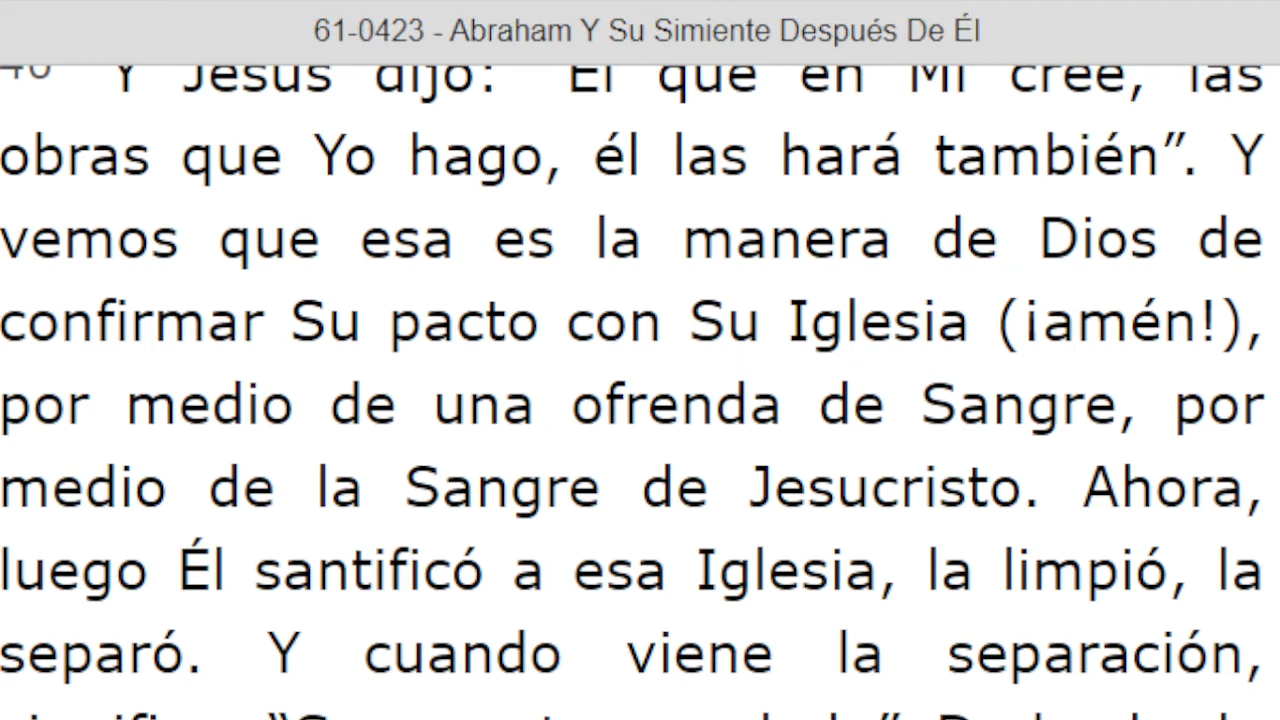 61-0423 - Abraham Y Su Simiente Después De Él
Y Jesús dijo: “El que en Mí cree, las
obras que Yo hago, él las hará también”. Y
vemos que esa es la manera de Dios de
confirmar Su pacto con Su Iglesia (¡amén!),
por medio de una ofrenda de Sangre, por
medio de la Sangre de Jesucristo. Ahora,
luego Él santificó a esa Iglesia, la limpió, la
separó. Y cuando viene la separación,